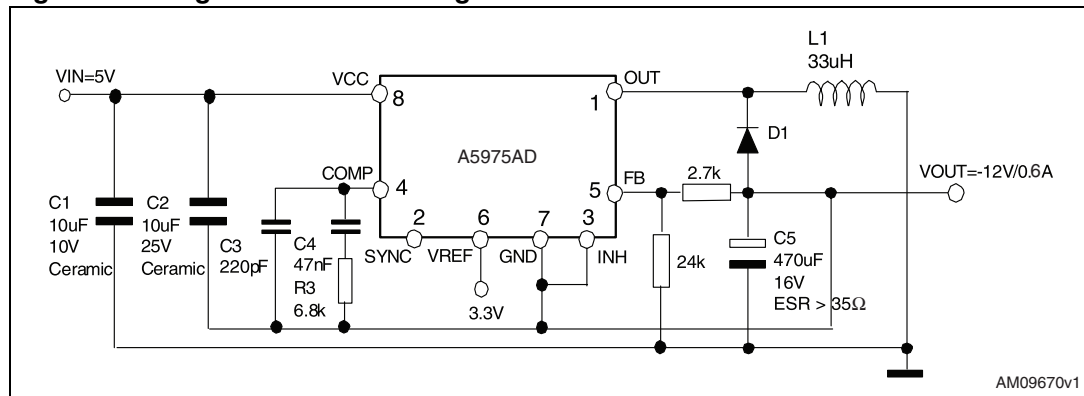 L1
33uH
VIN=5V
VCC
OUT
8
1
D1
A5975AD
COMP
4
FB
5
2.7k
VOUT=-12V/0.6A
C1
10uF
10V
Ceramic
C2
10uF
25V
Ceramic
C3
220pF
C4
47nF
R3
6.8k
2
6
7
3
SYNC
VREF
GND
INH
3.3V
24k
C5
470uF
16V
ESR > 35Ω
AM09670v1